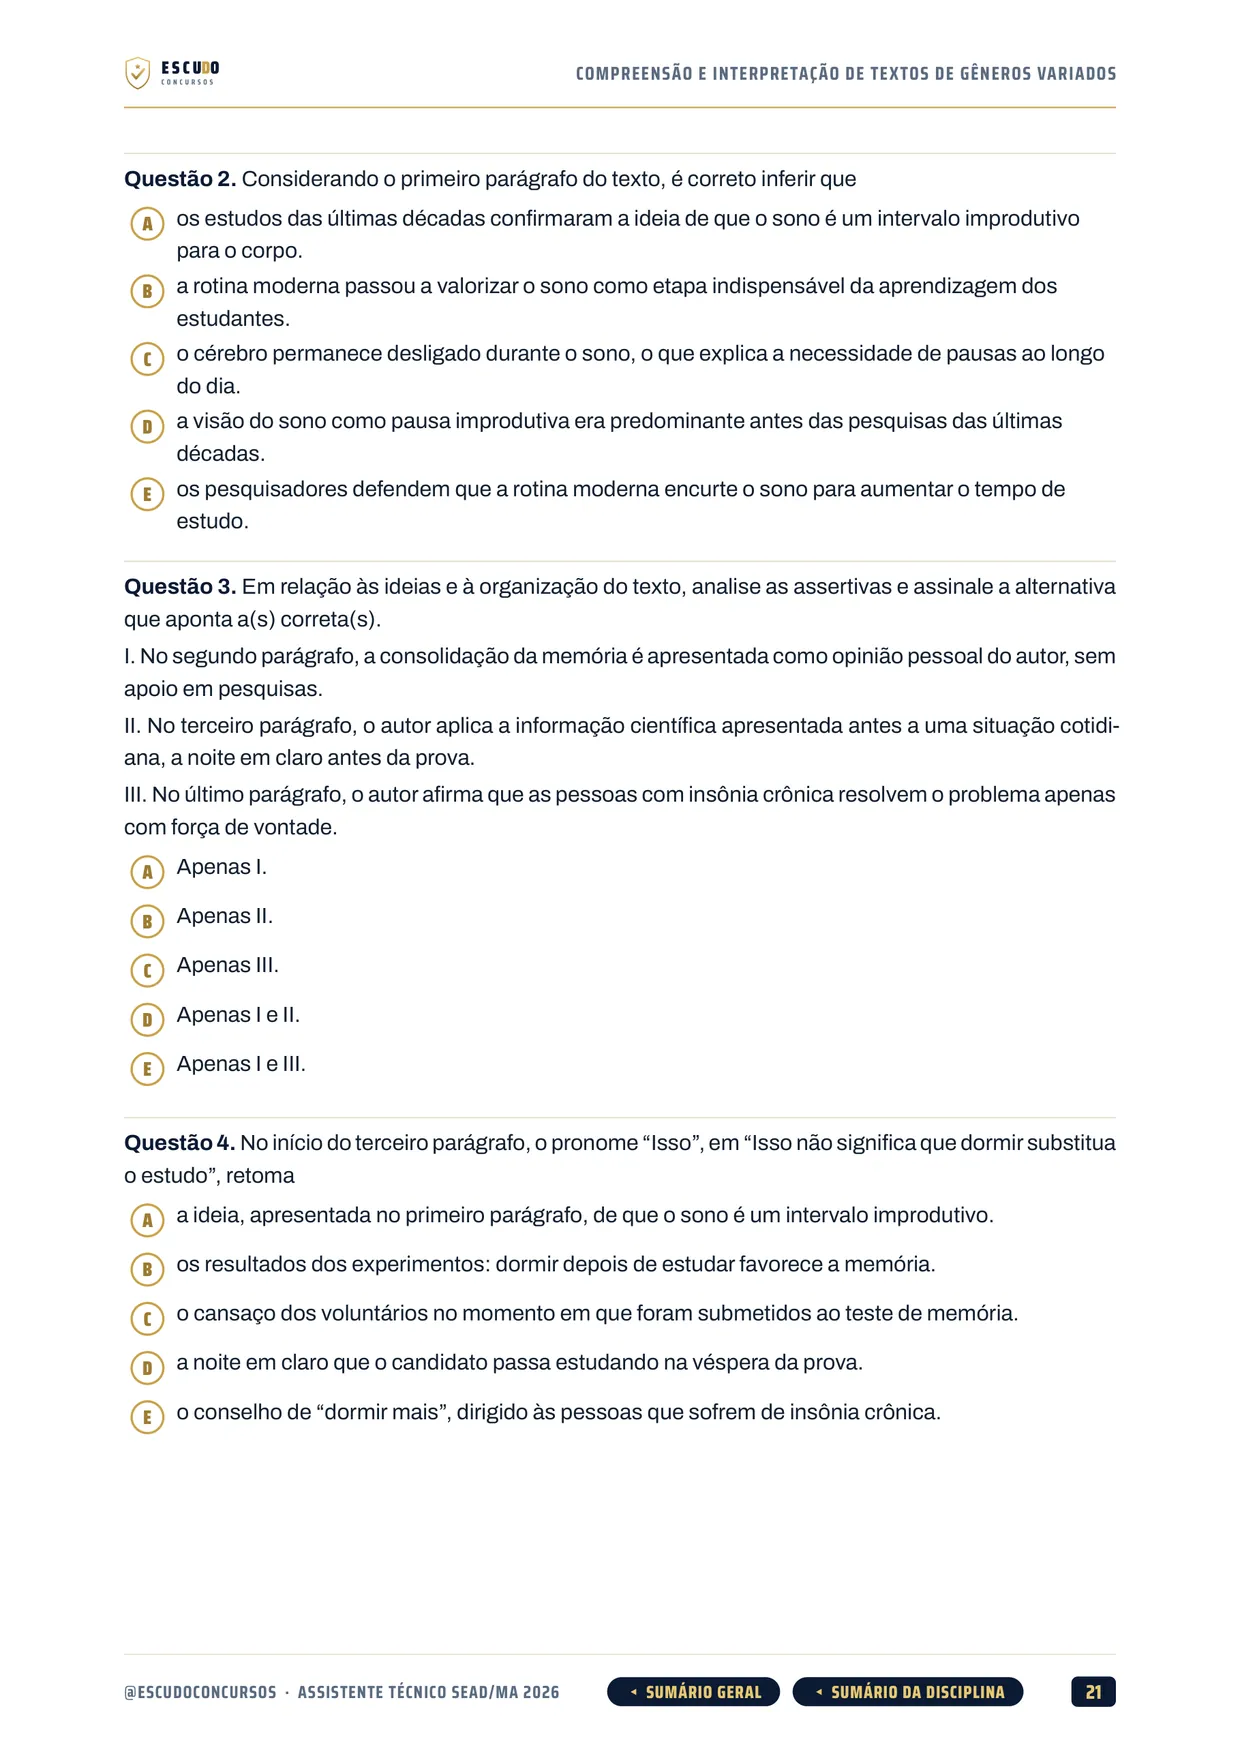 ESCUDO
CONCURSOS
COMPREENSÃO E INTERPRETAÇÃO DE TEXTOS DE GÊNEROS VARIADOS
Questão 2. Considerando o primeiro parágrafo do texto, é correto inferir que
A os estudos das últimas décadas confirmaram a ideia de que o sono é um intervalo improdutivo
para o corpo.
B a rotina moderna passou a valorizar o sono como etapa indispensável da aprendizagem dos
estudantes.
C o cérebro permanece desligado durante o sono, o que explica a necessidade de pausas ao longo
do dia.
D a visão do sono como pausa improdutiva era predominante antes das pesquisas das últimas
décadas.
E os pesquisadores defendem que a rotina moderna encurte o sono para aumentar o tempo de
estudo.
Questão 3. Em relação às ideias e à organização do texto, analise as assertivas e assinale a alternativa
que aponta a(s) correta(s).
I. No segundo parágrafo, a consolidação da memória é apresentada como opinião pessoal do autor, sem
apoio em pesquisas.
II. No terceiro parágrafo, o autor aplica a informação científica apresentada antes a uma situação cotidi-
ana, a noite em claro antes da prova.
III. No último parágrafo, o autor afirma que as pessoas com insônia crônica resolvem o problema apenas
com força de vontade.
A Apenas I.
B Apenas II.
C Apenas III.
D Apenas I e II.
E Apenas I e III.
Questão 4. No início do terceiro parágrafo, o pronome “Isso”, em “Isso não significa que dormir substitua
o estudo”, retoma
A a ideia, apresentada no primeiro parágrafo, de que o sono é um intervalo improdutivo.
B os resultados dos experimentos: dormir depois de estudar favorece a memória.
C o cansaço dos voluntários no momento em que foram submetidos ao teste de memória.
D a noite em claro que o candidato passa estudando na véspera da prova.
E o conselho de “dormir mais”, dirigido às pessoas que sofrem de insônia crônica.
@ESCUDOCONCURSOS · ASSISTENTE TÉCNICO SEAD/MA 2026
SUMÁRIO GERAL
SUMÁRIO DA DISCIPLINA
21